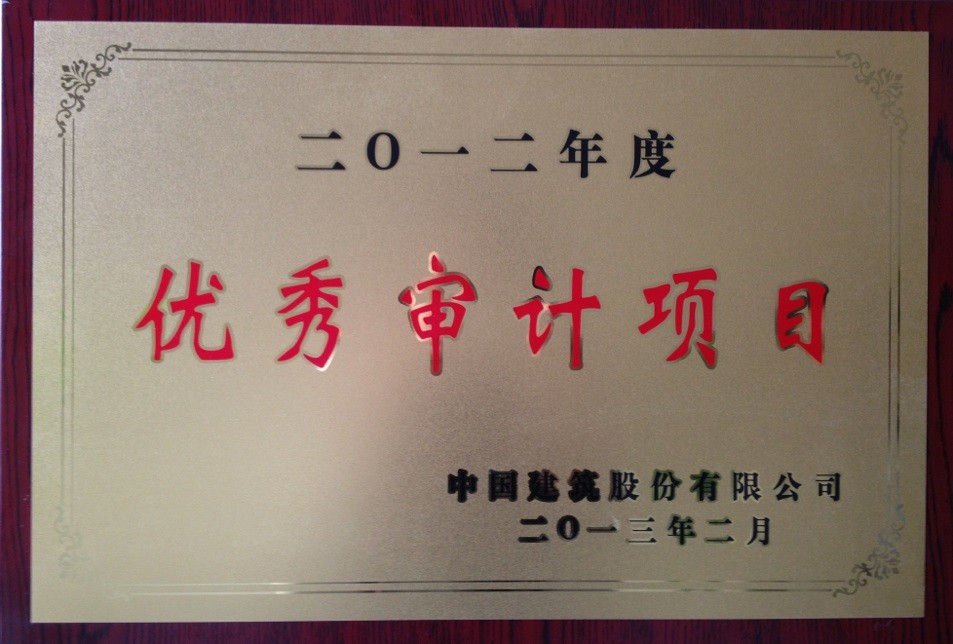 二〇一二年度
优秀审计项目
中国建筑股份有限公司
二〇一三年二月